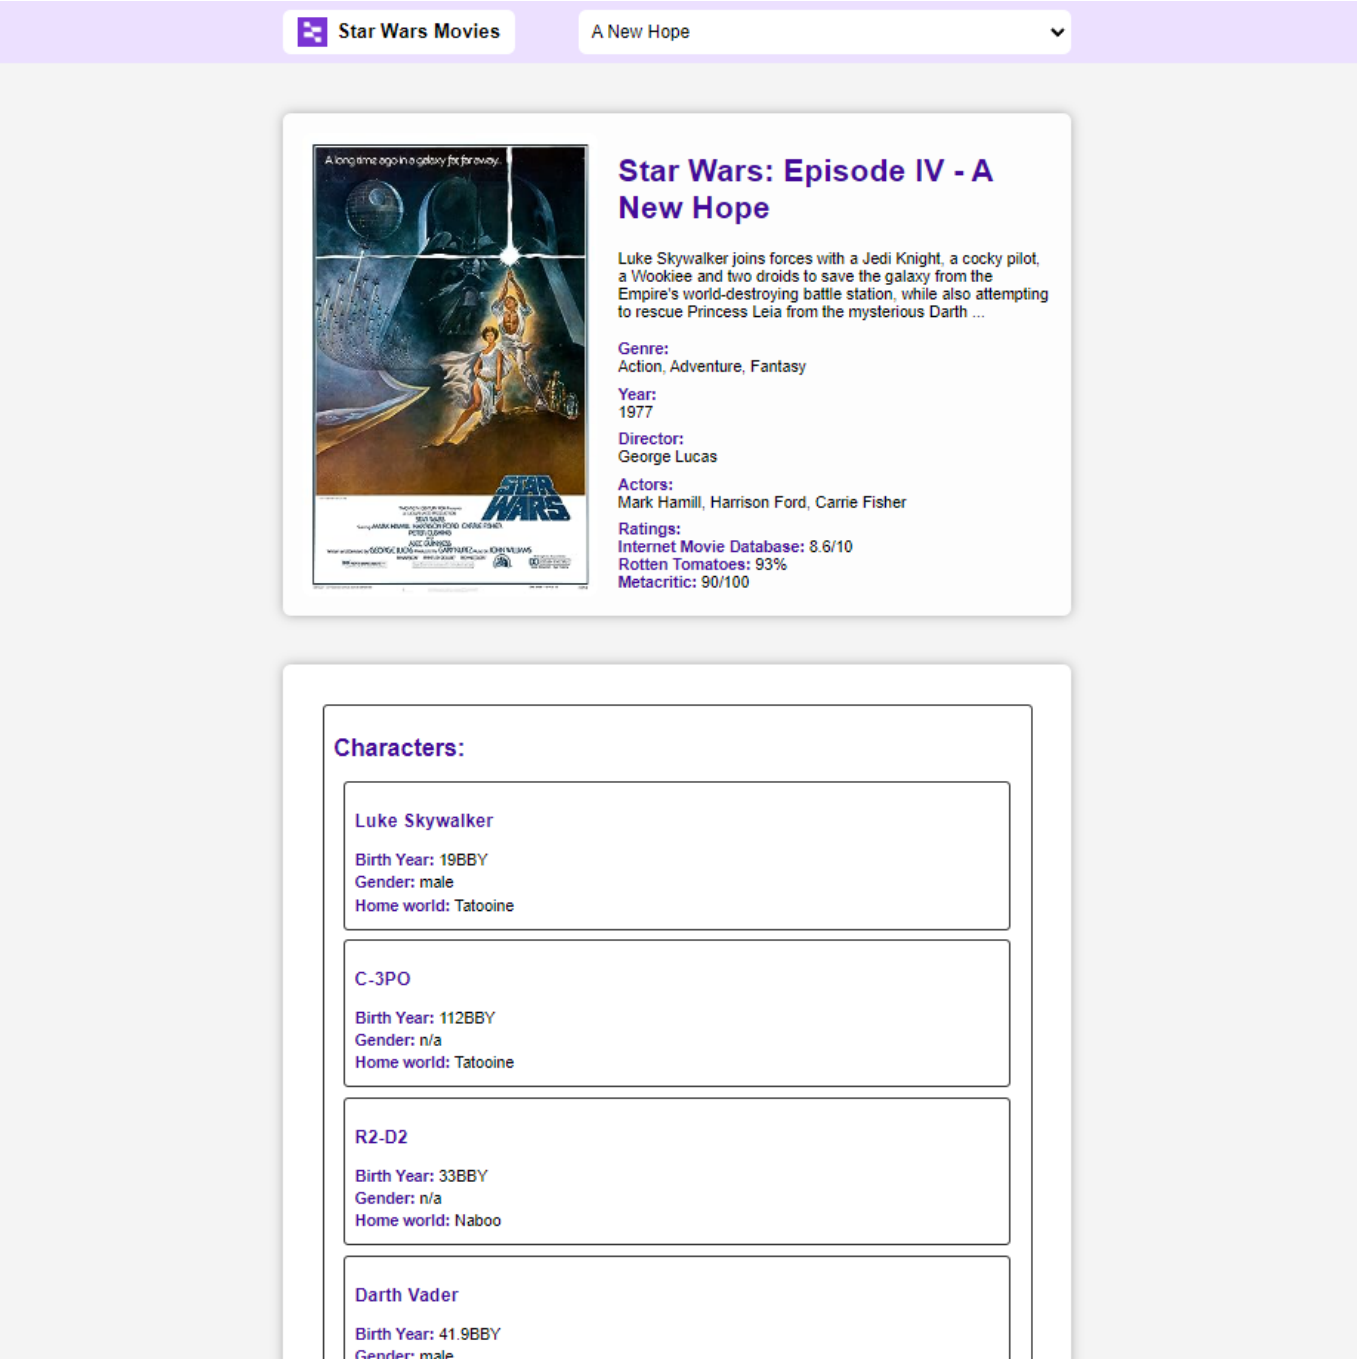 Star Wars Movies
A New Hope
A long time ago in a galaxy far far away...
STAR
WARS
Star Wars: Episode IV - A
New Hope
Luke Skywalker joins forces with a Jedi Knight, a cocky pilot,
a Wookiee and two droids to save the galaxy from the
Empire's world-destroying battle station, while also attempting
to rescue Princess Leia from the mysterious Darth ...
Genre:
Action, Adventure, Fantasy
Year:
1977
Director:
George Lucas
Actors:
Mark Hamill, Harrison Ford, Carrie Fisher
Ratings:
Internet Movie Database: 8.6/10
Rotten Tomatoes: 93%
Metacritic: 90/100
Characters:
Luke Skywalker
Birth Year: 19BBY
Gender: male
Home world: Tatooine
C-3PO
Birth Year: 112BBY
Gender: n/a
Home world: Tatooine
R2-D2
Birth Year: 33BBY
Gender: n/a
Home world: Naboo
Darth Vader
Birth Year: 41.9BBY
Gender: male